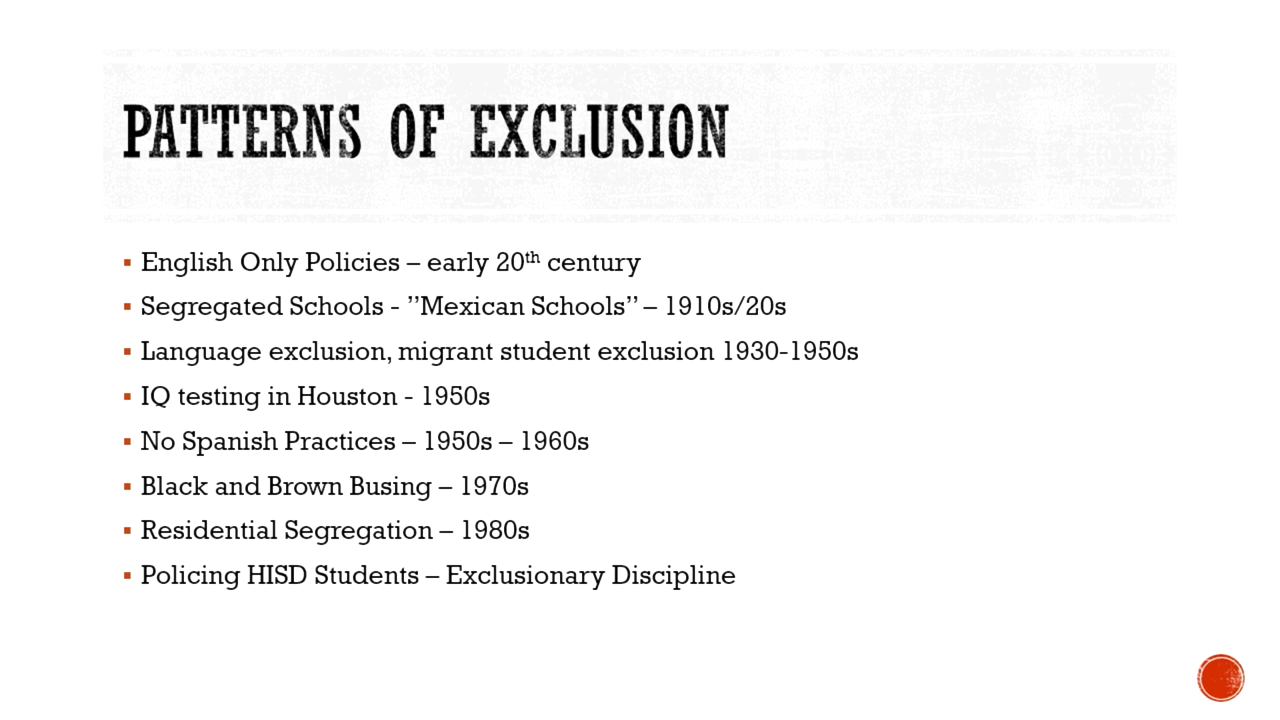 PATTERNS OF EXCLUSION
▪ English Only Policies – early 20th century
▪ Segregated Schools - ”Mexican Schools” – 1910s/20s
▪ Language exclusion, migrant student exclusion 1930-1950s
▪ IQ testing in Houston - 1950s
▪ No Spanish Practices – 1950s – 1960s
▪ Black and Brown Busing – 1970s
▪ Residential Segregation – 1980s
▪ Policing HISD Students – Exclusionary Discipline